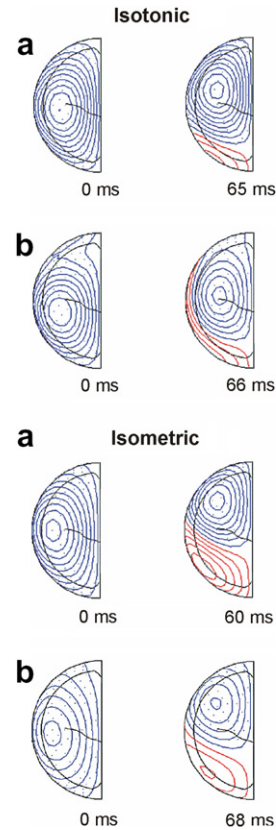 Isotonic
a
0 ms 65 ms
b
0 ms 66 ms
a Isometric
0 ms 60 ms
b
0 ms 68 ms